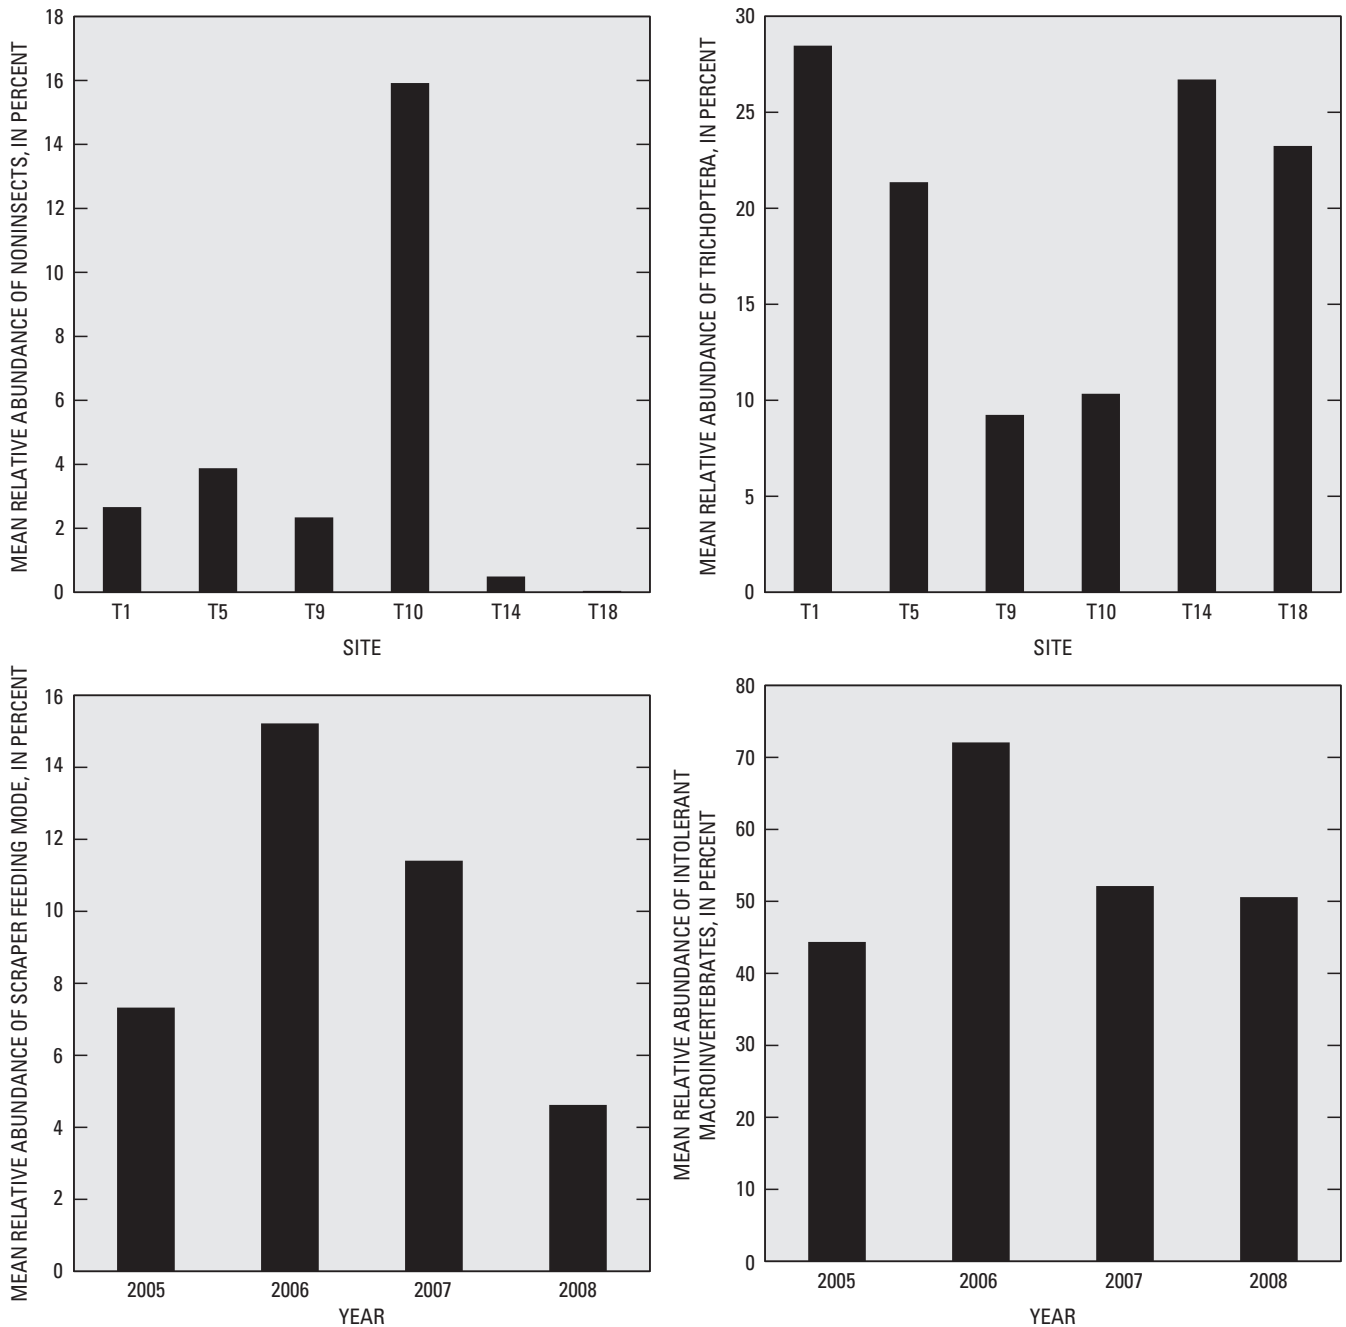 MEAN RELATIVE ABUNDANCE OF NONINSECTS, IN PERCENT
18
16
14
12
10
8
6
4
2
0
T1 T5 T9 T10 T14 T18
SITE
MEAN RELATIVE ABUNDANCE OF TRICHOPTERA, IN PERCENT
30
25
20
15
10
5
0
T1 T5 T9 T10 T14 T18
SITE
MEAN RELATIVE ABUNDANCE OF SCRAPER FEEDING MODE, IN PERCENT
16
14
12
10
8
6
4
2
0
2005 2006 2007 2008
YEAR
MEAN RELATIVE ABUNDANCE OF INTOLERANT
MACROINVERTEBRATES, IN PERCENT
80
70
60
50
40
30
20
10
0
2005 2006 2007 2008
YEAR